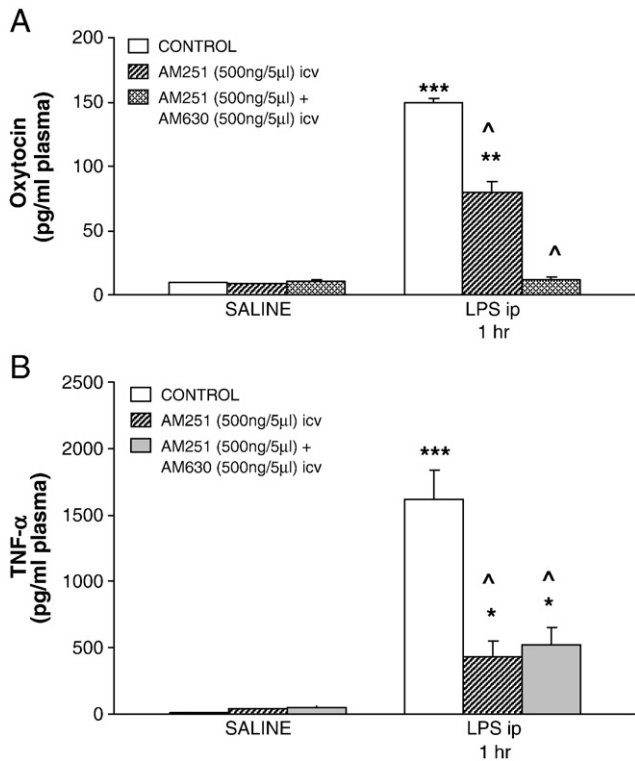 A
Oxytocin
(pg/ml plasma)
200
150
100
50
0
CONTROL
AM251 (500ng/5µl) icv
AM251 (500ng/5µl) +
AM630 (500ng/5µl) icv
***
^
**
^
SALINE
LPS ip
1 hr
B
TNF-α
(pg/ml plasma)
2500
2000
1500
1000
500
0
CONTROL
AM251 (500ng/5µl) icv
AM251 (500ng/5µl) +
AM630 (500ng/5µl) icv
***
^
*
^
*
SALINE
LPS ip
1 hr